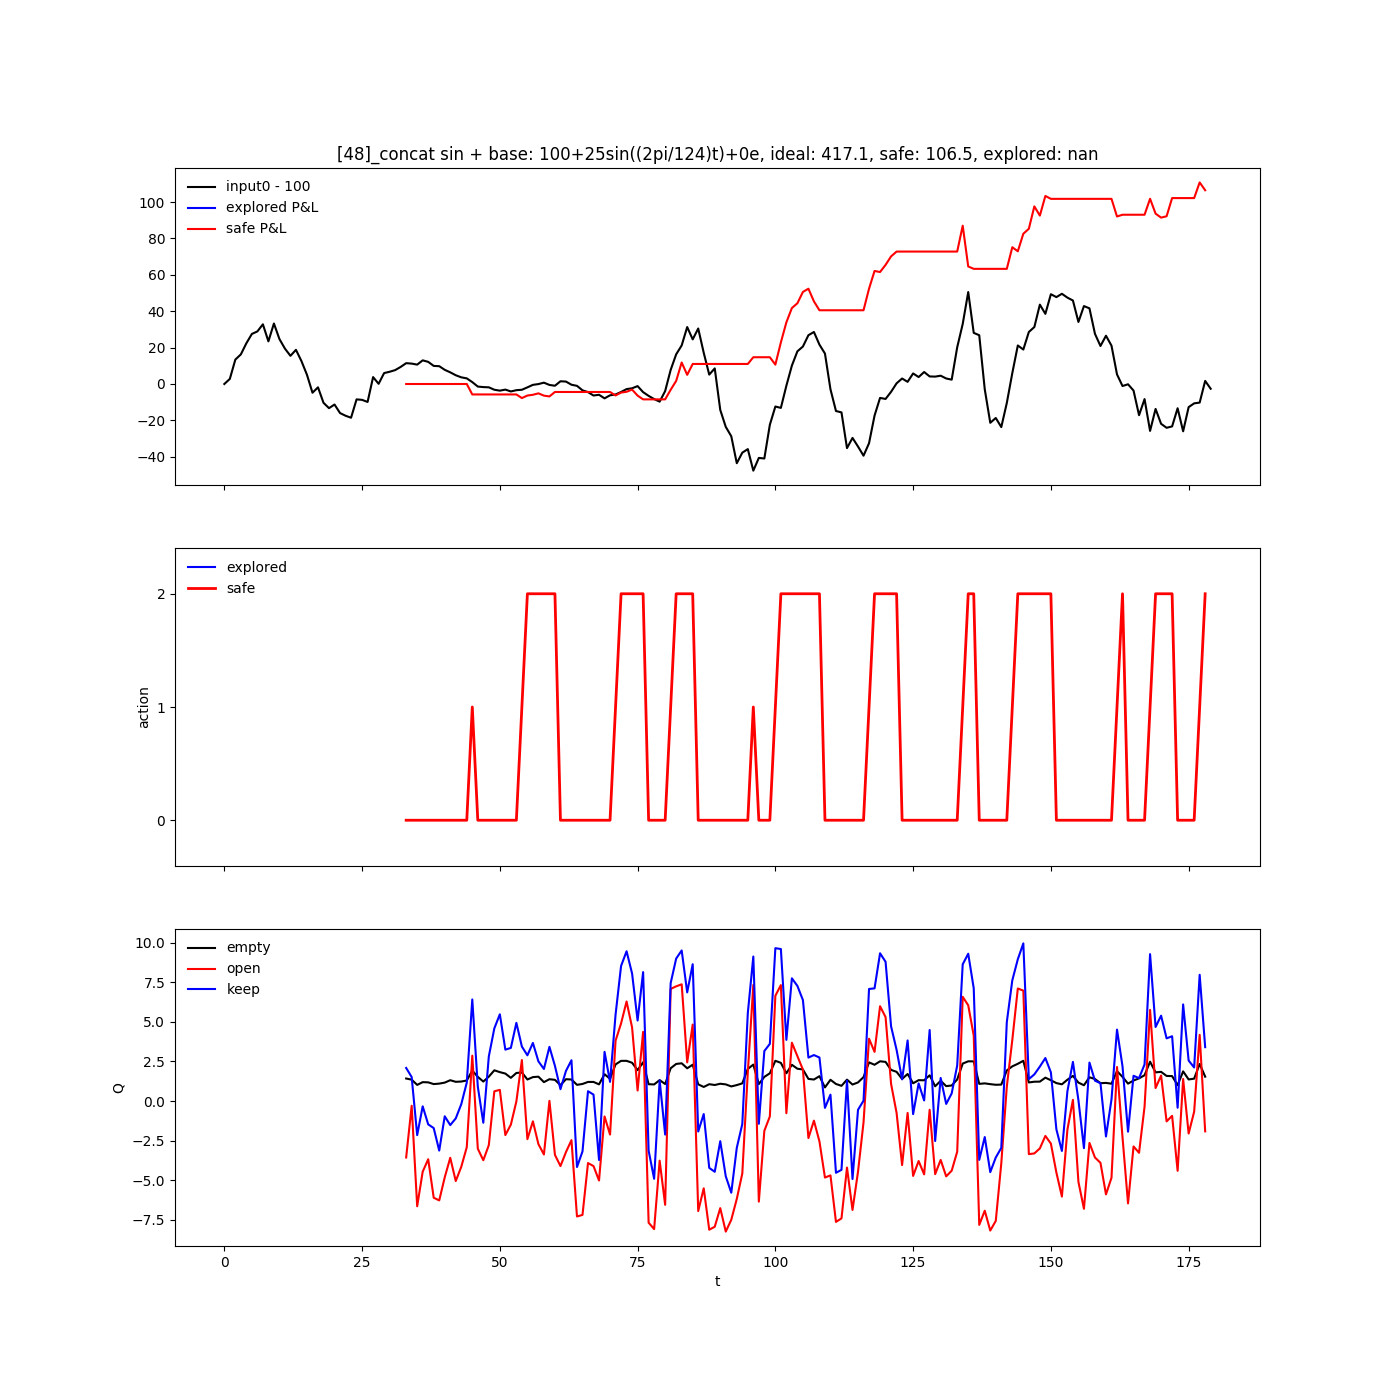 [48]_concat sin + base: 100+25sin((2pi/124)t)+0e, ideal: 417.1, safe: 106.5, explored: nan
input0 - 100
explored P&L
safe P&L
100
80
60
40
20
0
−20
−40
explored
safe
2
1
0
action
empty
open
keep
10.0
7.5
5.0
2.5
0.0
−2.5
−5.0
−7.5
Q
0 25 50 75 100 125 150 175
t